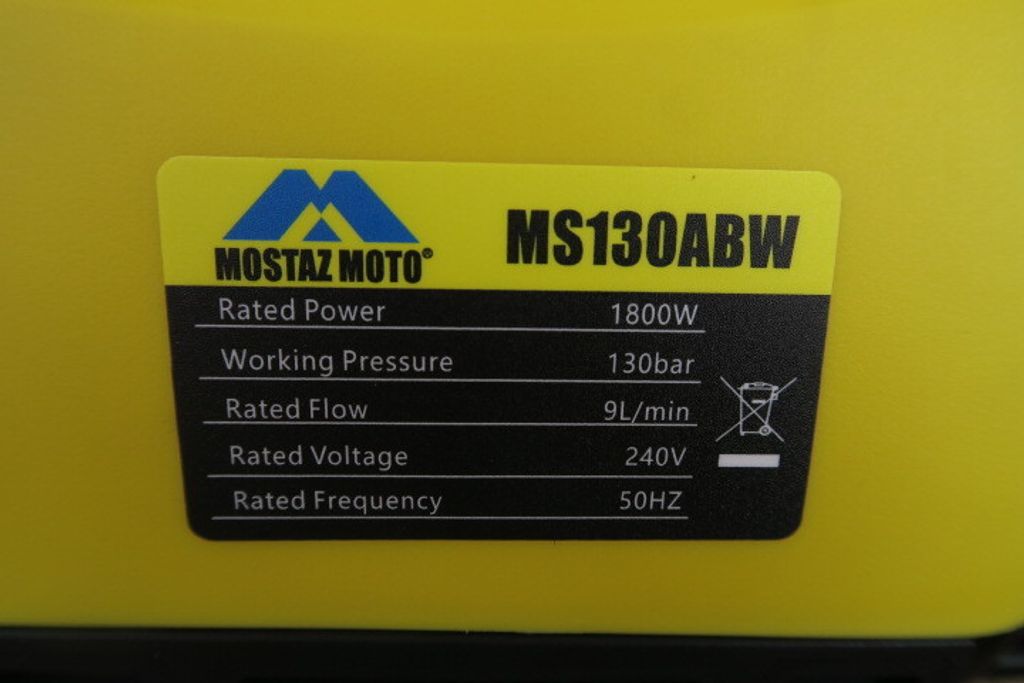 MOSTAZ MOTO®
MS130ABW
Rated Power 1800W
Working Pressure 130bar
Rated Flow 9L/min
Rated Voltage 240V
Rated Frequency 50HZ